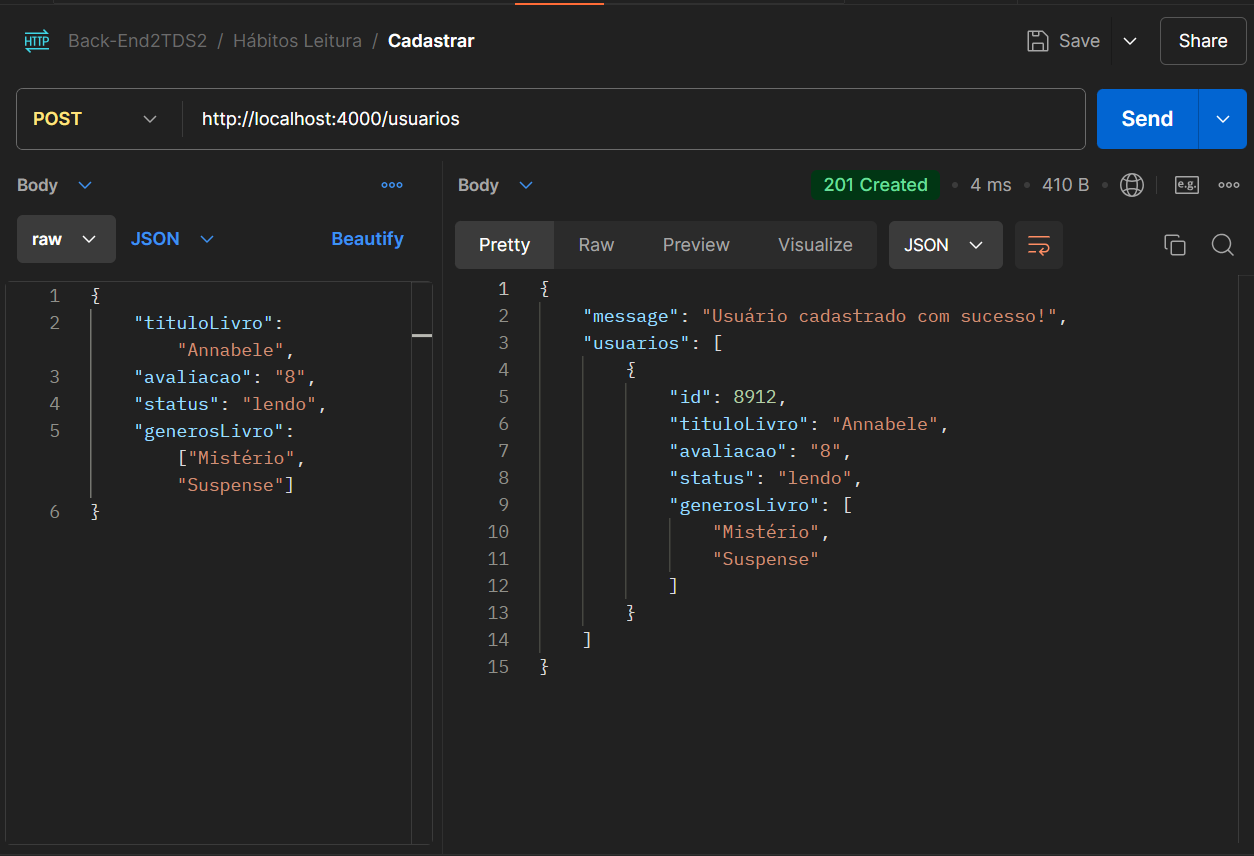 HTTP Back-End2TDS2 / Hábitos Leitura / Cadastrar Save Share
POST http://localhost:4000/usuarios Send
Body ooo Body 201 Created • 4 ms • 410 B • e.g. ooo
raw JSON Beautify Pretty Raw Preview Visualize JSON
1 {
2 "tituloLivro":
"Annabele",
3 "avaliacao": "8",
4 "status": "lendo",
5 "generosLivro":
["Mistério",
"Suspense"]
6 }
1 {
2 "message": "Usuário cadastrado com sucesso!",
3 "usuarios": [
4 {
5 "id": 8912,
6 "tituloLivro": "Annabele",
7 "avaliacao": "8",
8 "status": "lendo",
9 "generosLivro": [
10 "Mistério",
11 "Suspense"
12 ]
13 }
14 ]
15 }